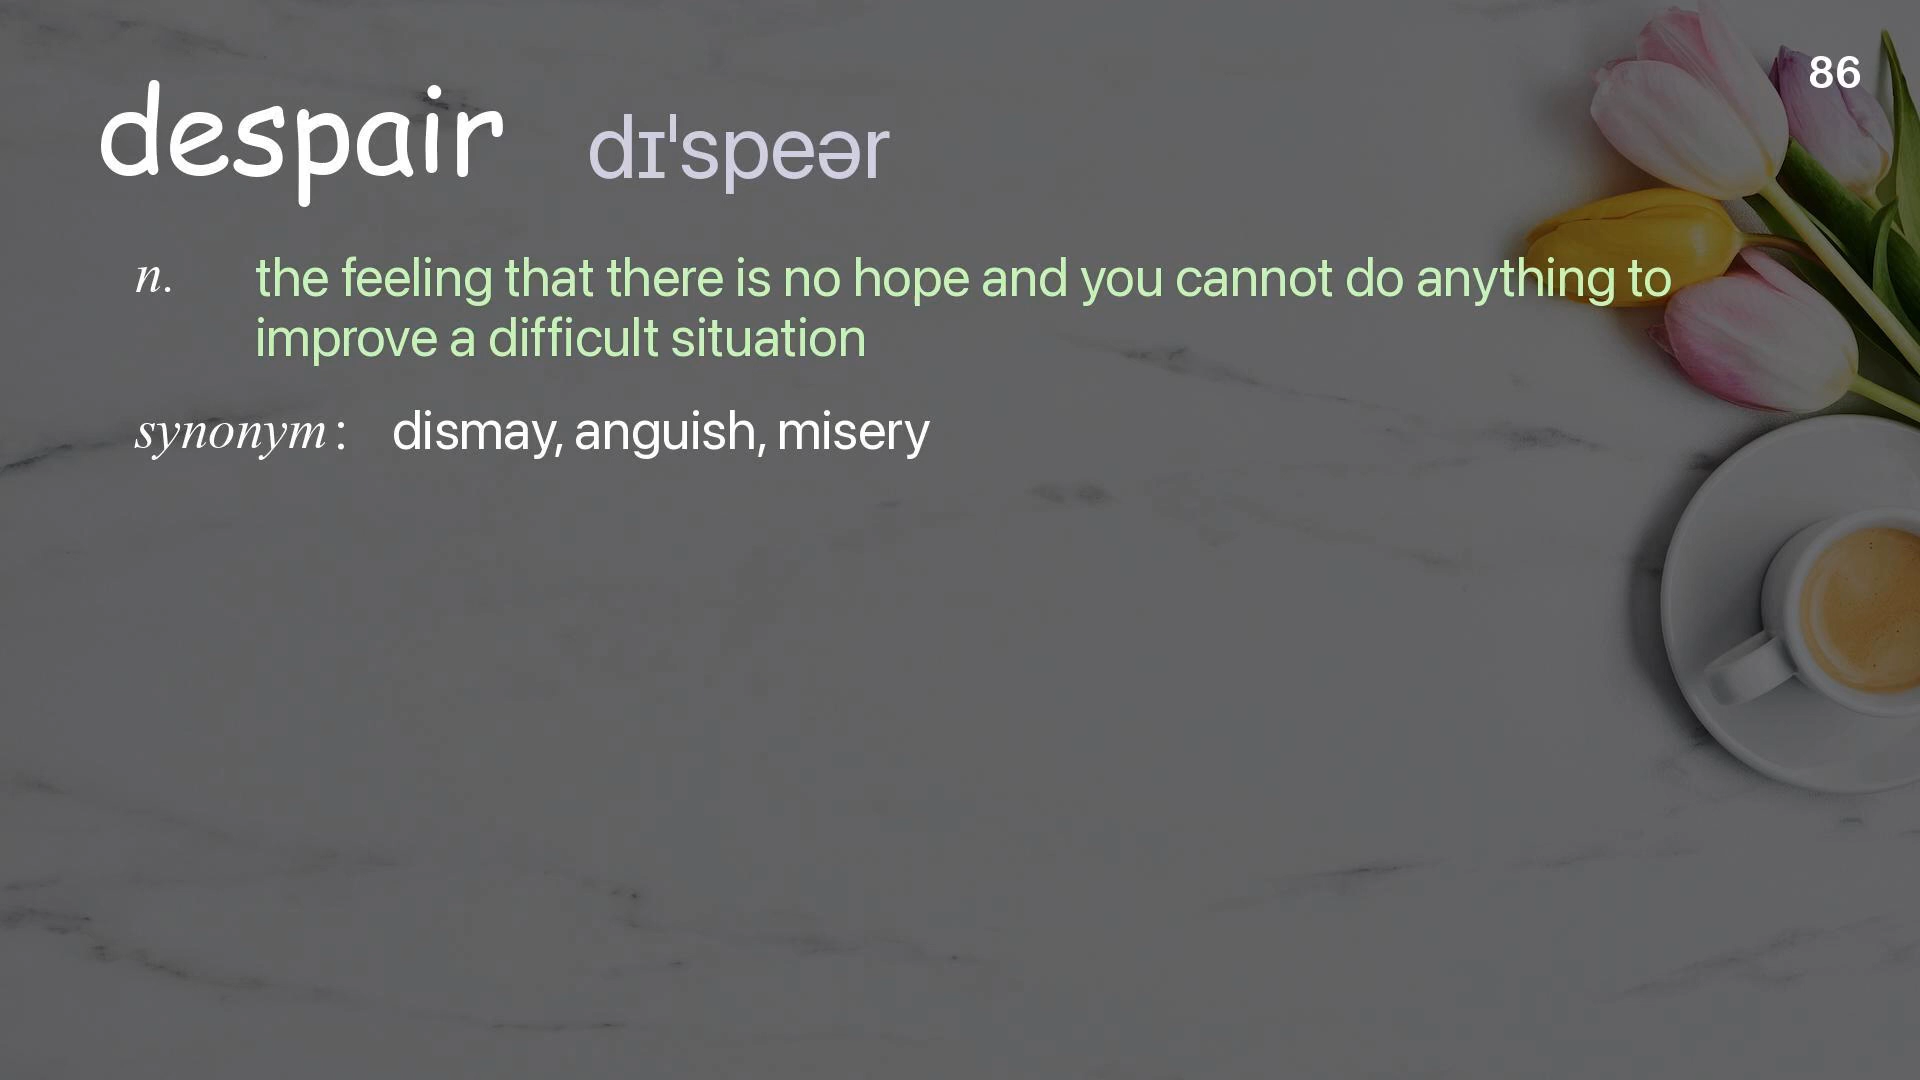 86
despair dɪˈspeər
n. the feeling that there is no hope and you cannot do anything to
improve a difficult situation
synonym: dismay, anguish, misery